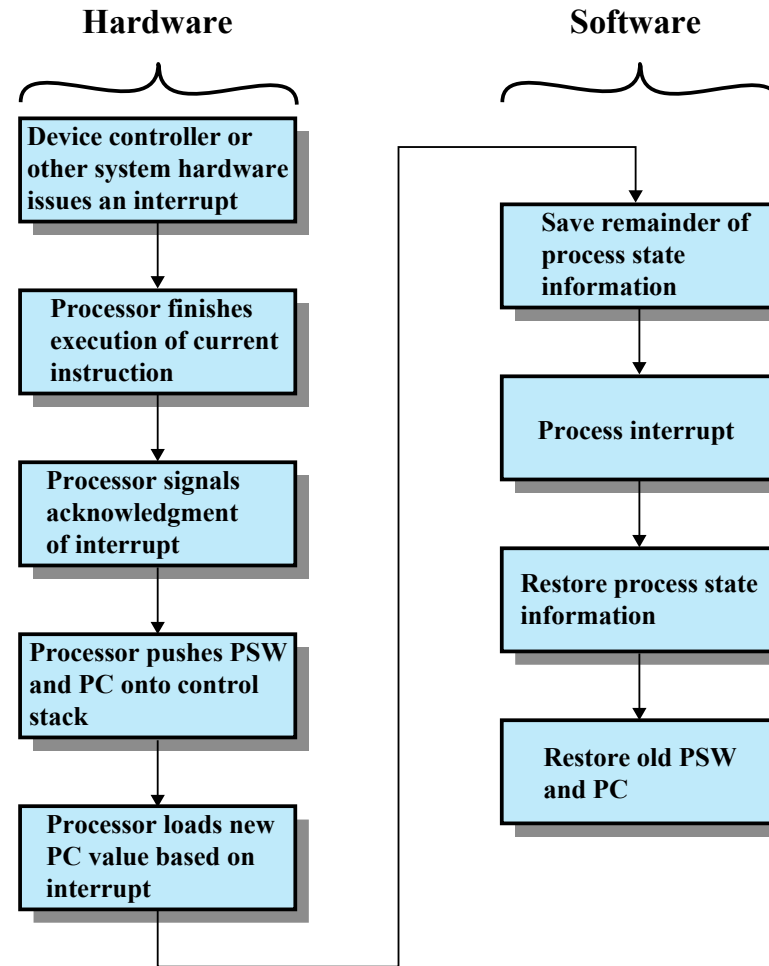 Hardware
Device controller or
other system hardware
issues an interrupt
Processor finishes
execution of current
instruction
Processor signals
acknowledgment
of interrupt
Processor pushes PSW
and PC onto control
stack
Processor loads new
PC value based on
interrupt
Software
Save remainder of
process state
information
Process interrupt
Restore process state
information
Restore old PSW
and PC